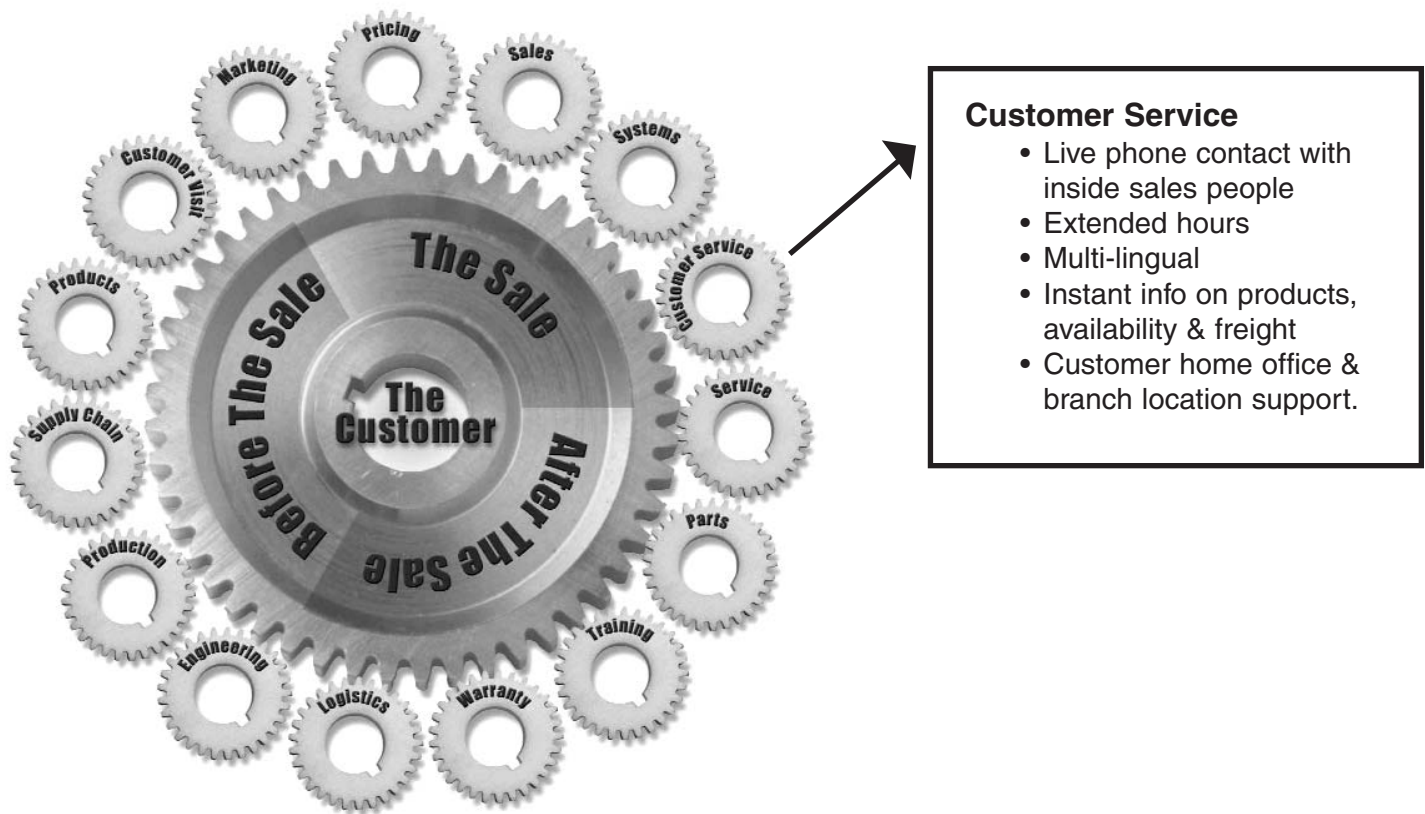 Pricing
Sales
Systems
Customer Service
Service
Parts
Training
Warranty
Logistics
Engineering
Production
Supply Chain
Products
Customer Visit
Marketing
Before The Sale
The Sale
After The Sale
The
Customer
Customer Service
• Live phone contact with
inside sales people
• Extended hours
• Multi-lingual
• Instant info on products,
availability & freight
• Customer home office &
branch location support.